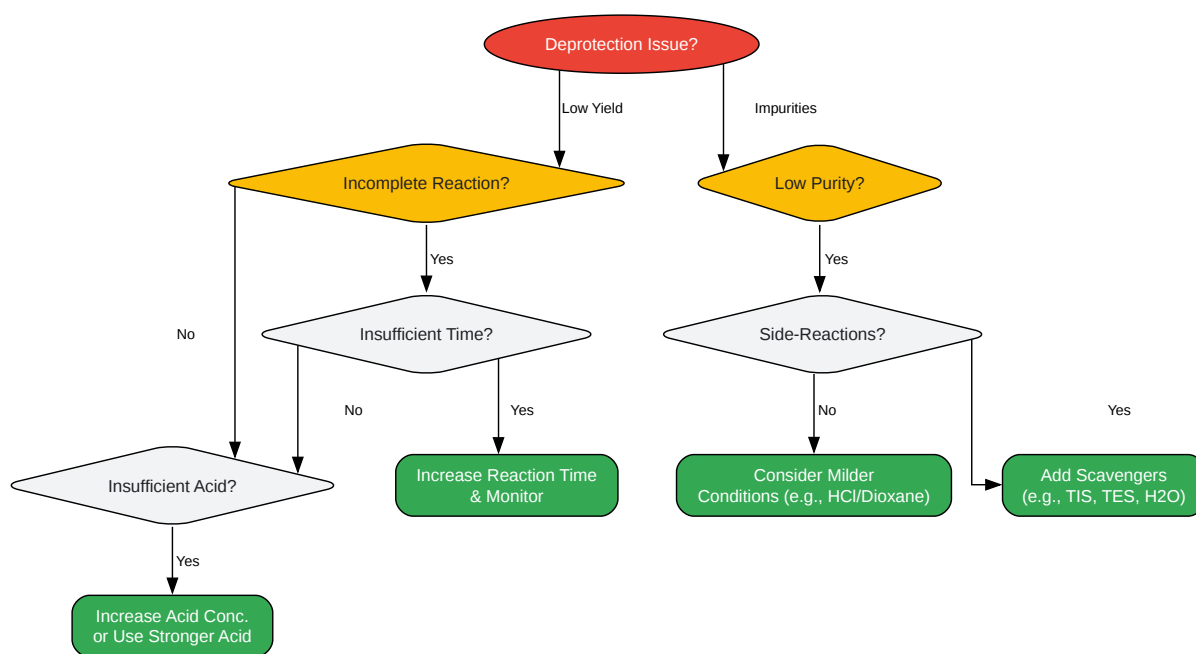 Deprotection Issue?
Low Yield
Impurities
Incomplete Reaction?
Low Purity?
Yes
Yes
No
Insufficient Time?
Side-Reactions?
No
Yes
No
Yes
Insufficient Acid?
Increase Reaction Time
& Monitor
Consider Milder
Conditions (e.g., HCl/Dioxane)
Add Scavengers
(e.g., TIS, TES, H2O)
Yes
Increase Acid Conc.
or Use Stronger Acid